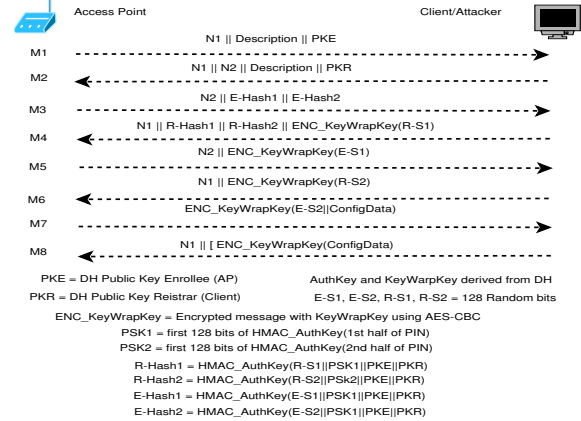 Access Point
Client/Attacker
N1 || Description || PKE
M1
N1 || N2 || Description || PKR
M2
N2 || E-Hash1 || E-Hash2
M3
N1 || R-Hash1 || R-Hash2 || ENC_KeyWrapKey(R-S1)
M4
N2 || ENC_KeyWrapKey(E-S1)
M5
N1 || ENC_KeyWrapKey(R-S2)
M6
ENC_KeyWrapKey(E-S2||ConfigData)
M7
N1 || [ ENC_KeyWrapKey(ConfigData)
M8
PKE = DH Public Key Enrollee (AP)
AuthKey and KeyWarpKey derived from DH
PKR = DH Public Key Reistrar (Client)
E-S1, E-S2, R-S1, R-S2 = 128 Random bits
ENC_KeyWrapKey = Encrypted message with KeyWrapKey using AES-CBC
PSK1 = first 128 bits of HMAC_AuthKey(1st half of PIN)
PSK2 = first 128 bits of HMAC_AuthKey(2nd half of PIN)
R-Hash1 = HMAC_AuthKey(R-S1||PSK1||PKE||PKR)
R-Hash2 = HMAC_AuthKey(R-S2||PSk2||PKE||PKR)
E-Hash1 = HMAC_AuthKey(E-S1||PSK1||PKE||PKR)
E-Hash2 = HMAC_AuthKey(E-S2||PSK1||PKE||PKR)